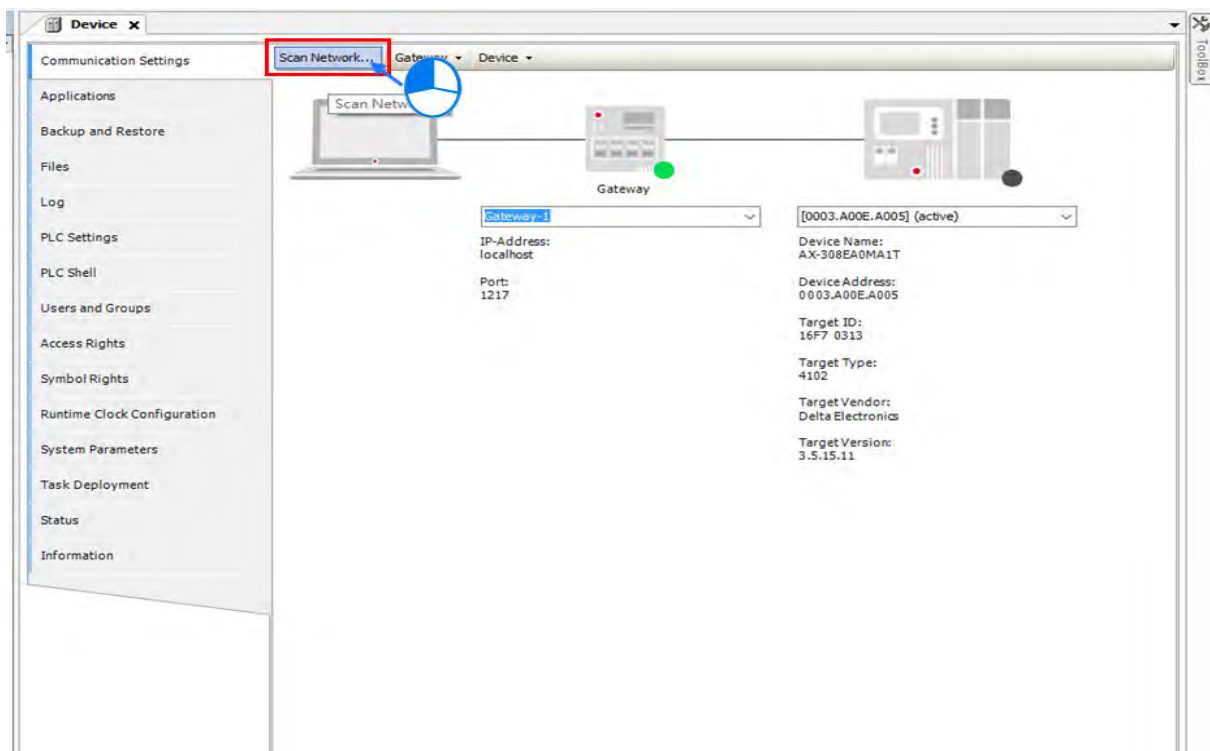 Device
ToolBox
Communication Settings
Applications
Backup and Restore
Files
Log
PLC Settings
PLC Shell
Users and Groups
Access Rights
Symbol Rights
Runtime Clock Configuration
System Parameters
Task Deployment
Status
Information
Scan Network... Gateway Device
Scan Netw
Gateway
Gateway-1
IP-Address:
localhost
Port:
1217
[0003.A00E.A005] (active)
Device Name:
AX-308EA0MA1T
Device Address:
0003.A00E.A005
Target ID:
16F7 0313
Target Type:
4102
Target Vendor:
Delta Electronics
Target Version:
3.5.15.11